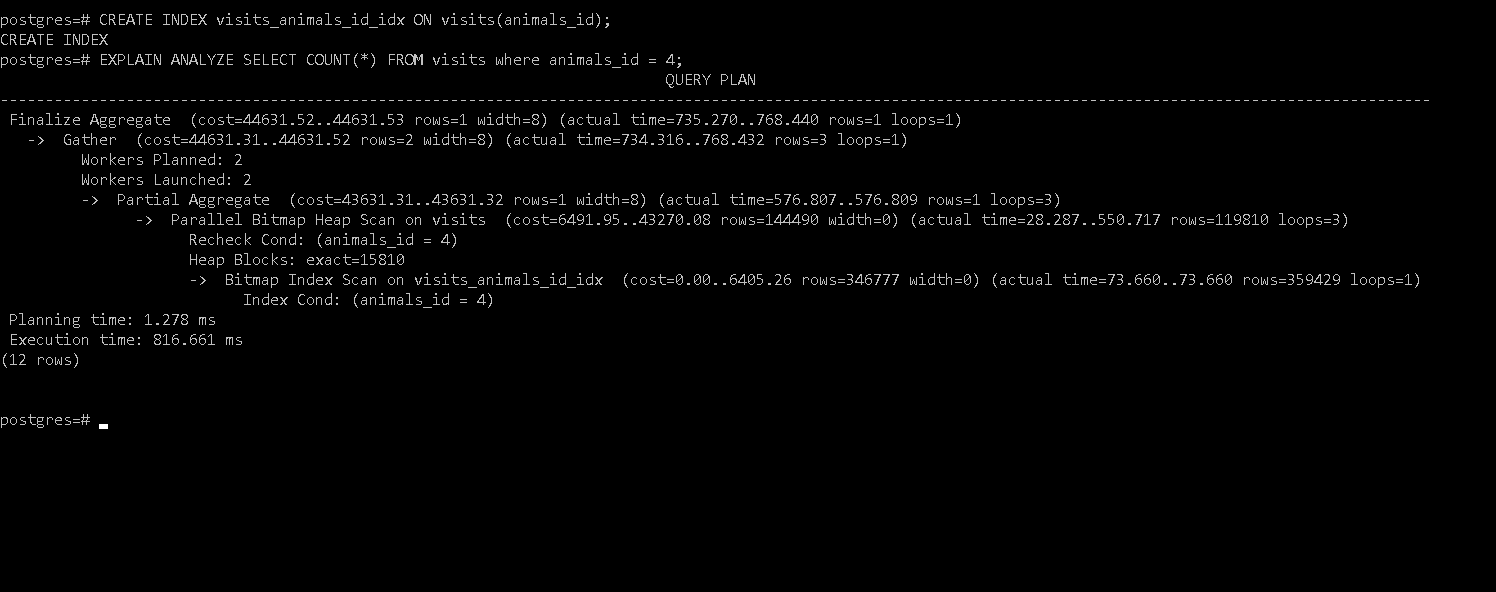 postgres=# CREATE INDEX visits_animals_id_idx ON visits(animals_id);
CREATE INDEX
postgres=# EXPLAIN ANALYZE SELECT COUNT(*) FROM visits where animals_id = 4;
QUERY PLAN
-----------------------------------------------------------------------------------------------------------------------------------------------------------------
Finalize Aggregate  (cost=44631.52..44631.53 rows=1 width=8) (actual time=735.270..768.440 rows=1 loops=1)
  ->  Gather  (cost=44631.31..44631.52 rows=2 width=8) (actual time=734.316..768.432 rows=3 loops=1)
        Workers Planned: 2
        Workers Launched: 2
        ->  Partial Aggregate  (cost=43631.31..43631.32 rows=1 width=8) (actual time=576.807..576.809 rows=1 loops=3)
              ->  Parallel Bitmap Heap Scan on visits  (cost=6491.95..43270.08 rows=144490 width=0) (actual time=28.287..550.717 rows=119810 loops=3)
                    Recheck Cond: (animals_id = 4)
                    Heap Blocks: exact=15810
                    ->  Bitmap Index Scan on visits_animals_id_idx  (cost=0.00..6405.26 rows=346777 width=0) (actual time=73.660..73.660 rows=359429 loops=1)
                          Index Cond: (animals_id = 4)
Planning time: 1.278 ms
Execution time: 816.661 ms
(12 rows)
postgres=#